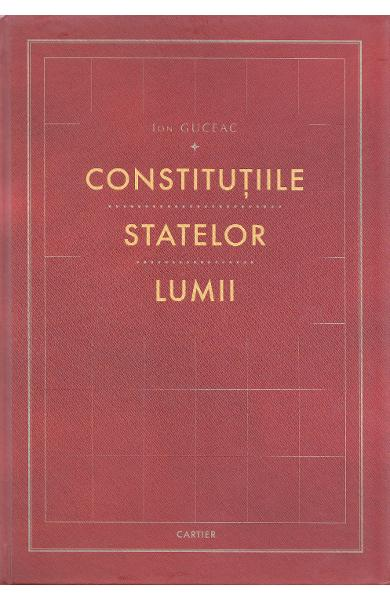 Ion GUCEAC
CONSTITUȚIILE
STATELOR
LUMII
CARTIER